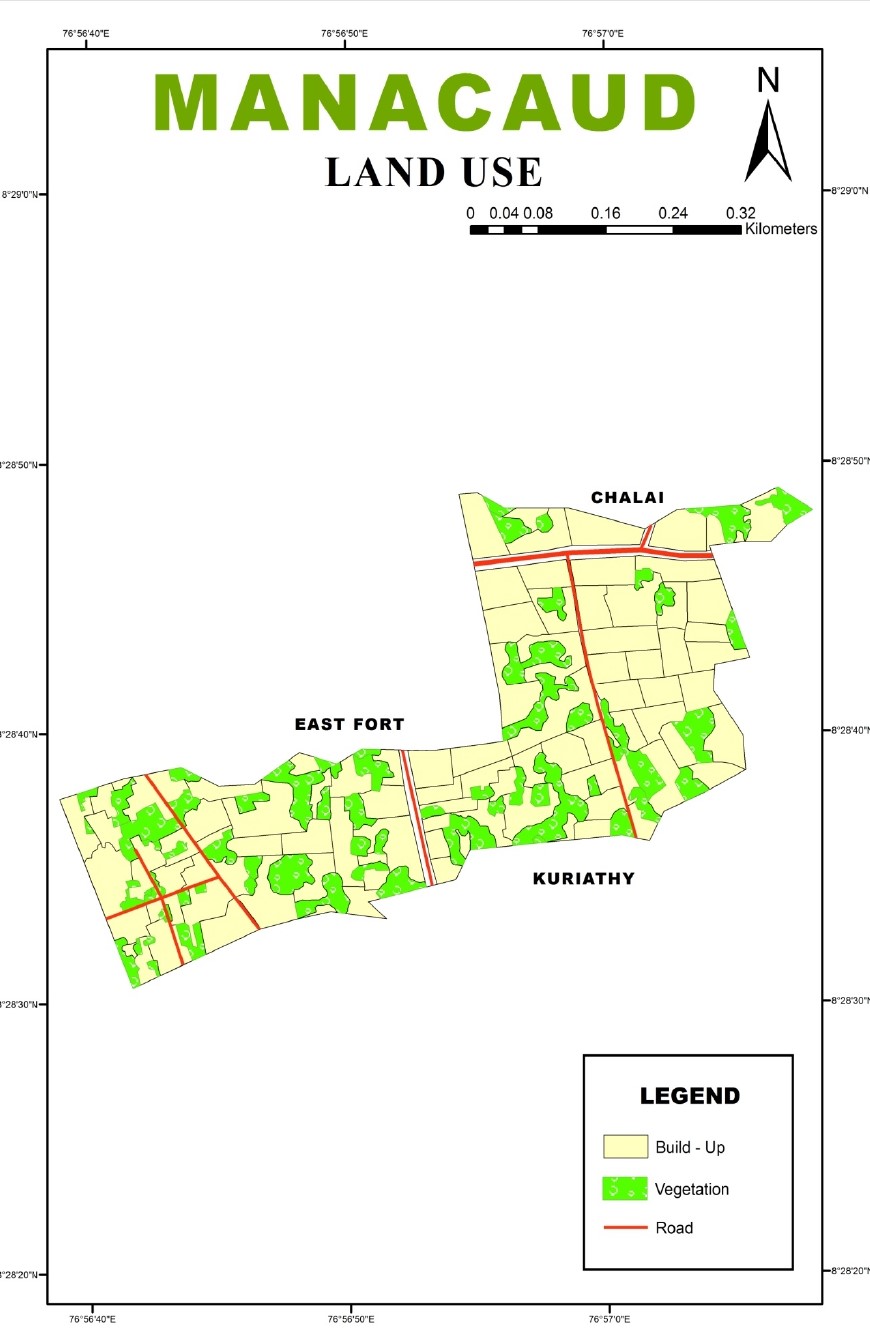 76°56'40"E 76°56'50"E 76°57'0"E
MANACAUD
N
LAND USE
8°29'0"N 8°29'0"N
0 0.04 0.08 0.16 0.24 0.32
Kilometers
8°28'50"N 8°28'50"N
CHALAI
EAST FORT
8°28'40"N 8°28'40"N
KURIATHY
8°28'30"N 8°28'30"N
LEGEND
Build - Up
Vegetation
Road
8°28'20"N 8°28'20"N
76°56'40"E 76°56'50"E 76°57'0"E